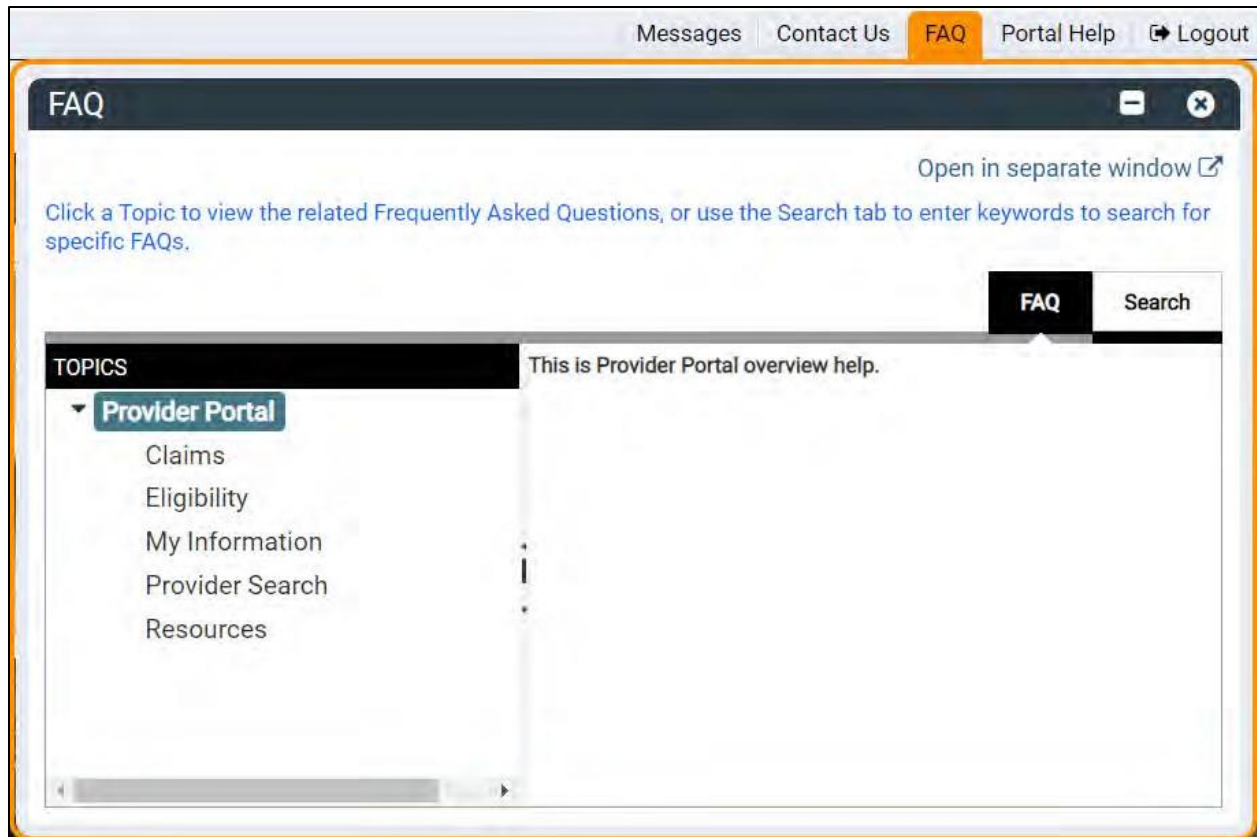 Messages Contact Us FAQ Portal Help Logout
FAQ
Open in separate window
Click a Topic to view the related Frequently Asked Questions, or use the Search tab to enter keywords to search for
specific FAQs.
FAQ Search
TOPICS
This is Provider Portal overview help.
Provider Portal
Claims
Eligibility
My Information
Provider Search
Resources